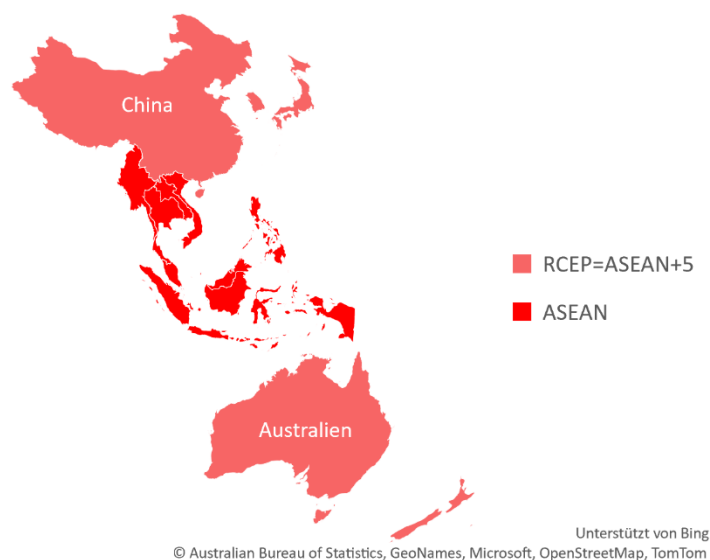 China
RCEP=ASEAN+5
ASEAN
Australien
Unterstützt von Bing
© Australian Bureau of Statistics, GeoNames, Microsoft, OpenStreetMap, TomTom